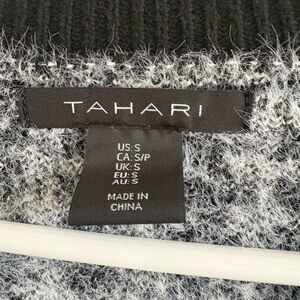 TAHARI
US:S
CA:S/P
UK:S
EU:S
AU:S
MADE IN
CHINA